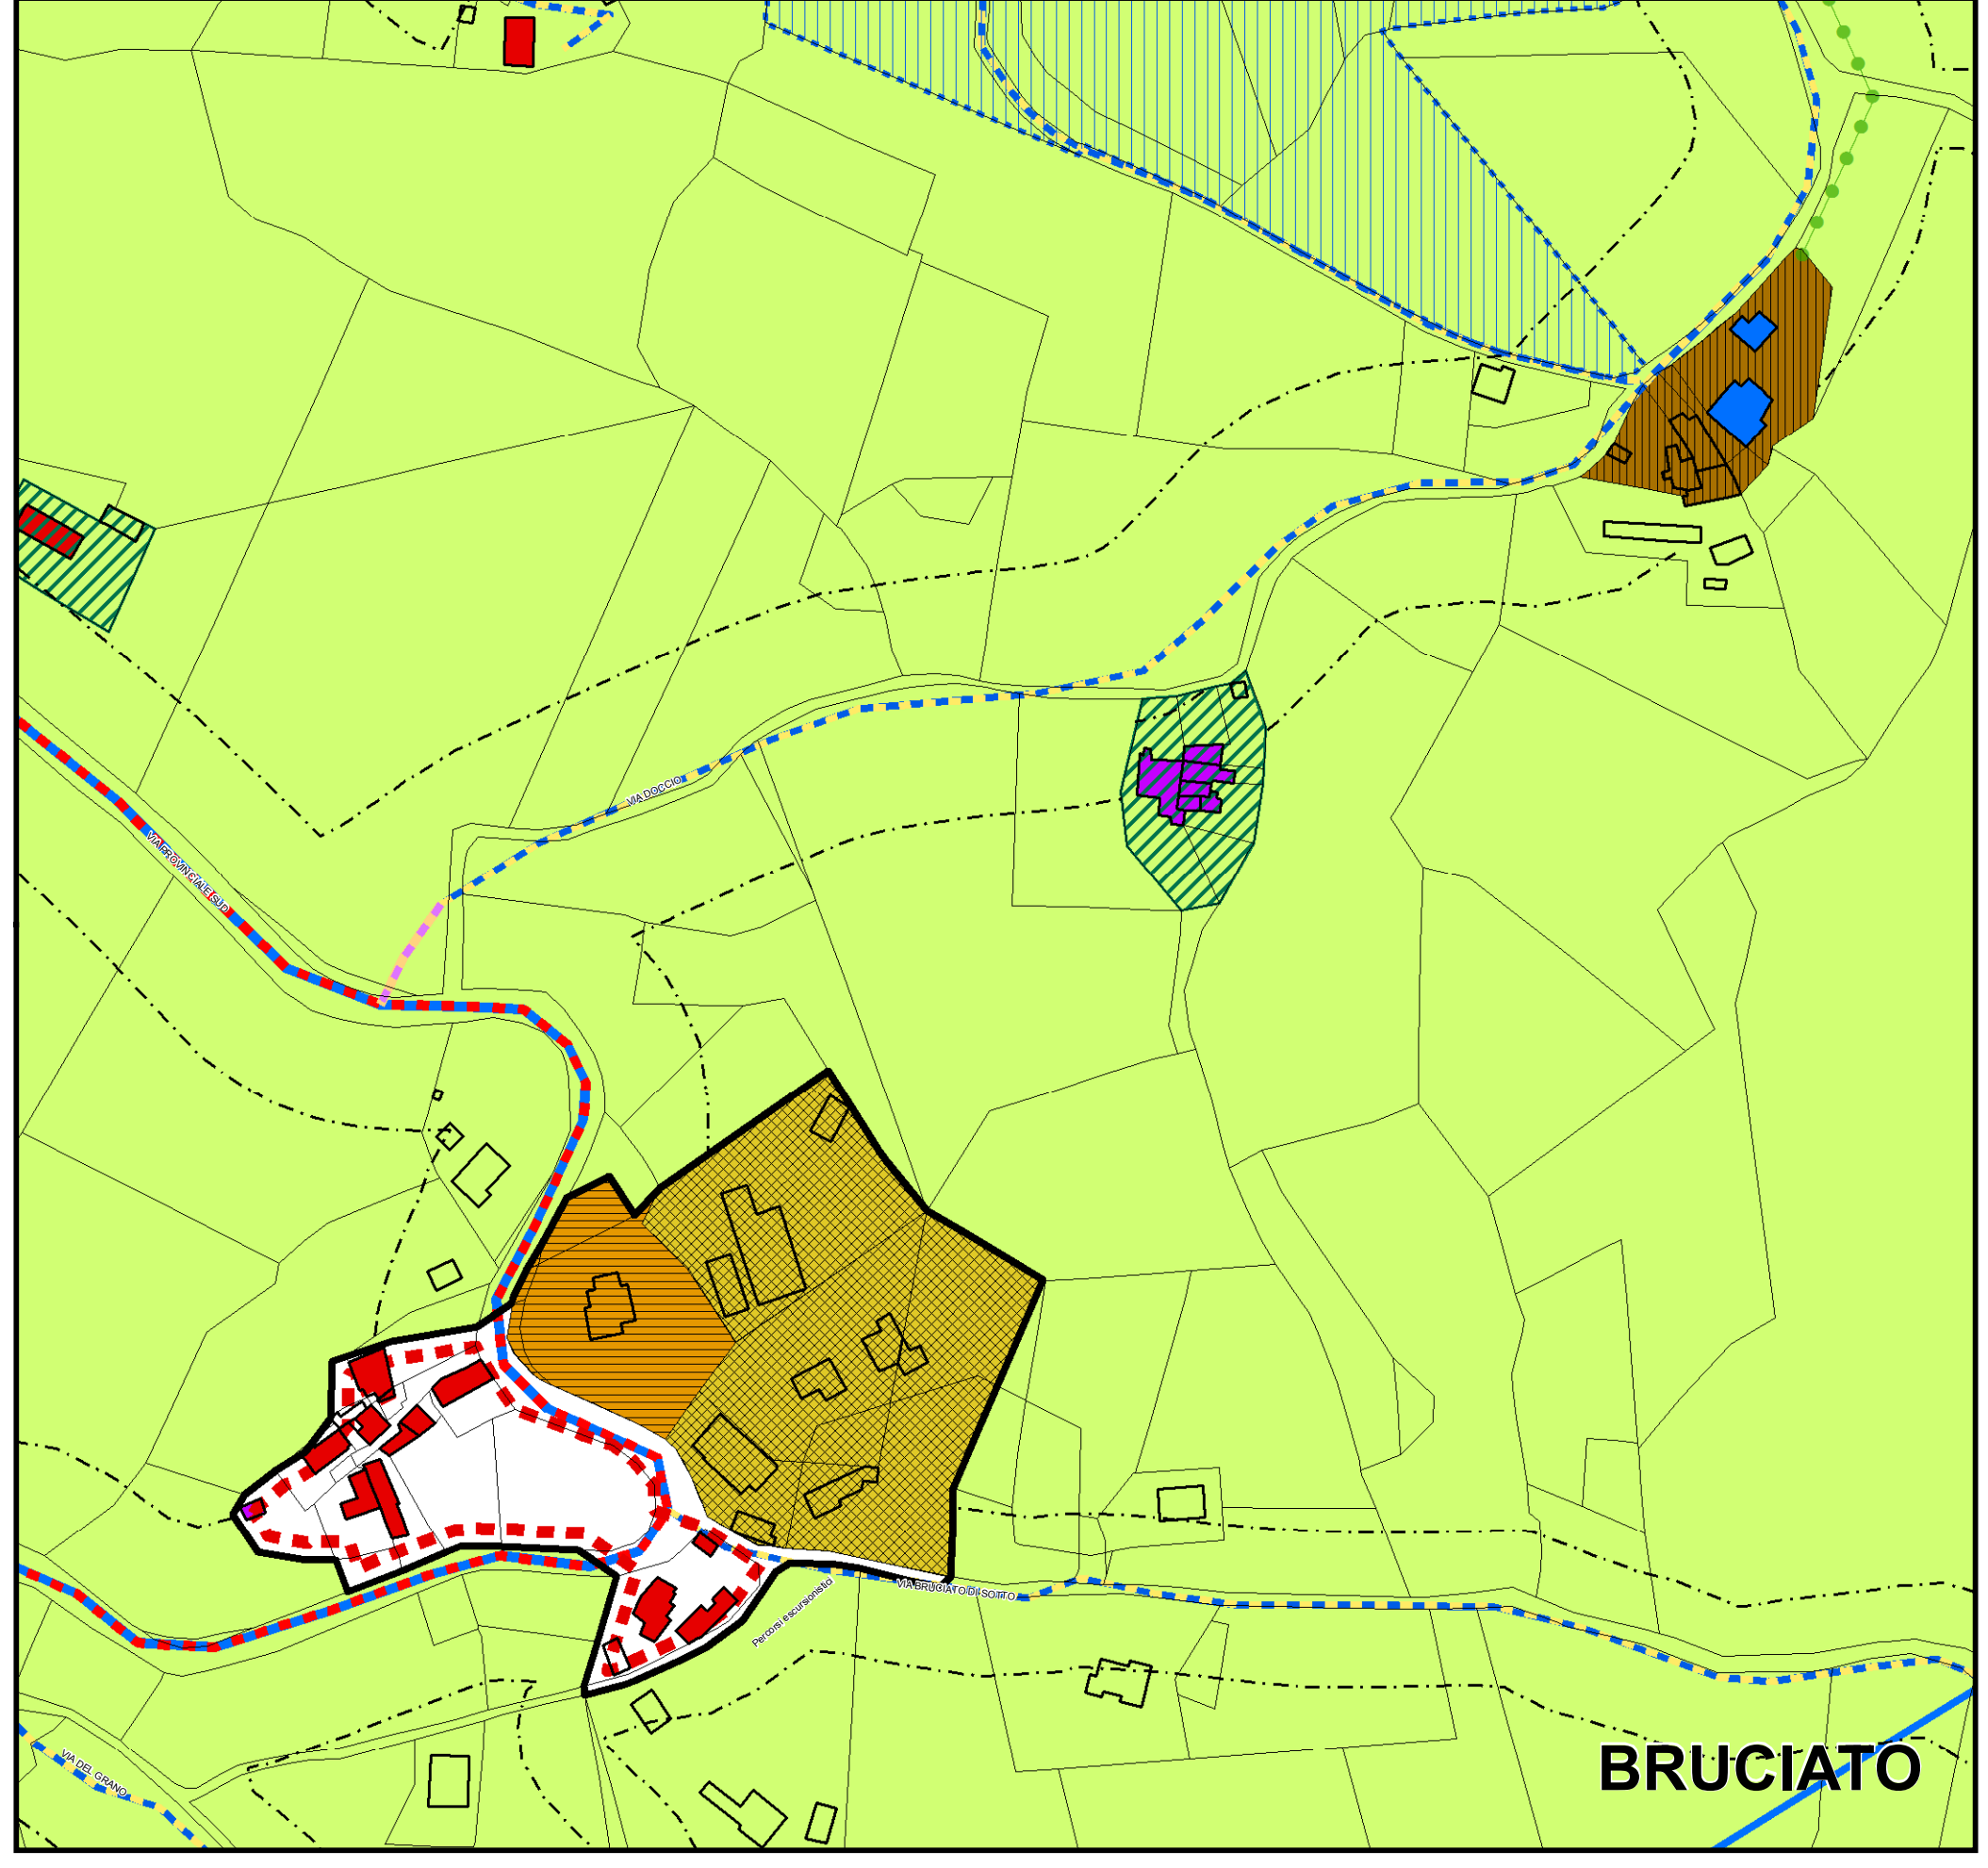 VIA DOCCIO
VIA PROVINCIALE SUD
VIA BRUCIATO DI SOTTO
Percorsi escursionistici
VIA DEL GRANO
BRUCIATO